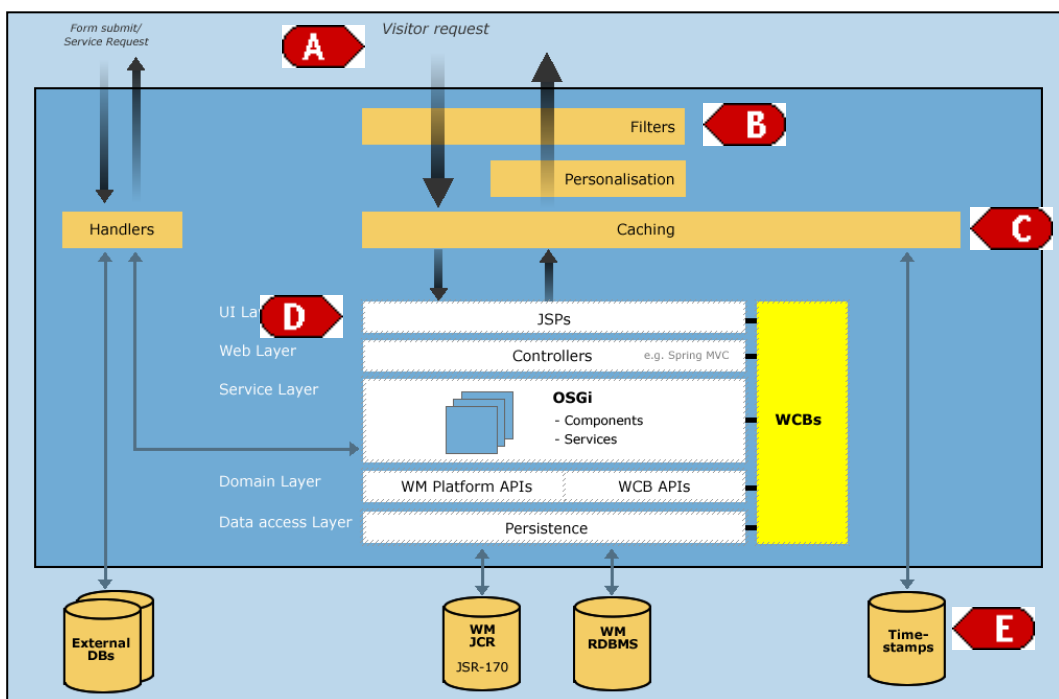 Form submit/
Service Request
A
Visitor request
Filters
B
Personalisation
Handlers
Caching
C
UI La
D
JSPs
Web Layer
Controllers
e.g. Spring MVC
Service Layer
OSGi
- Components
- Services
WCBs
Domain Layer
WM Platform APIs
WCB APIs
Data access Layer
Persistence
External
DBs
WM
JCR
JSR-170
WM
RDBMS
Time-
stamps
E